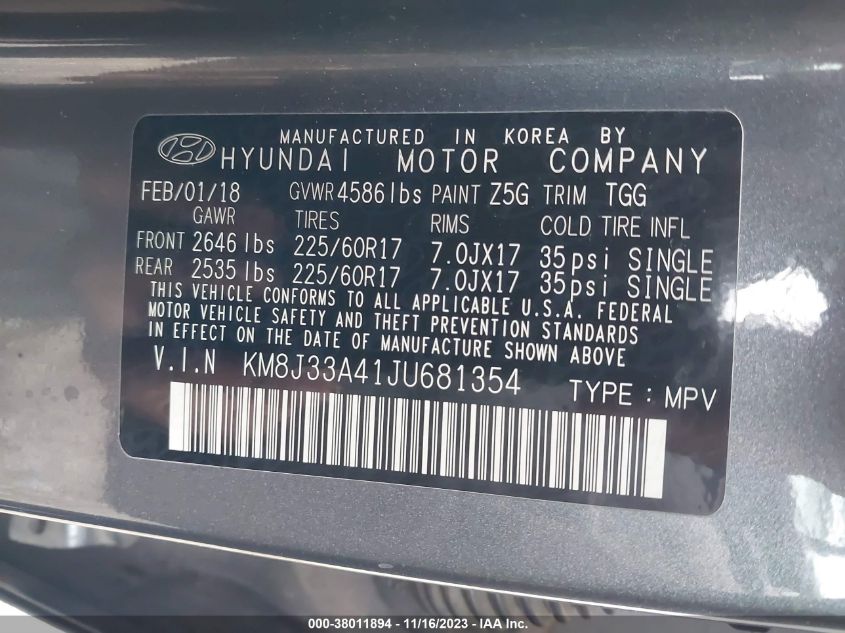 MANUFACTURED IN KOREA BY
HYUNDAI MOTOR COMPANY
FEB/01/18 GVWR 4586 lbs PAINT Z5G TRIM TGG
GAWR TIRES RIMS COLD TIRE INFL
FRONT 2646 lbs 225/60R17 7.0JX17 35psi SINGLE
REAR 2535 lbs 225/60R17 7.0JX17 35psi SINGLE
THIS VEHICLE CONFORMS TO ALL APPLICABLE U.S.A. FEDERAL
MOTOR VEHICLE SAFETY AND THEFT PREVENTION STANDARDS
IN EFFECT ON THE DATE OF MANUFACTURE SHOWN ABOVE
V.I.N KM8J33A41JU681354 TYPE : MPV
000-38011894 - 11/16/2023 - IAA Inc.